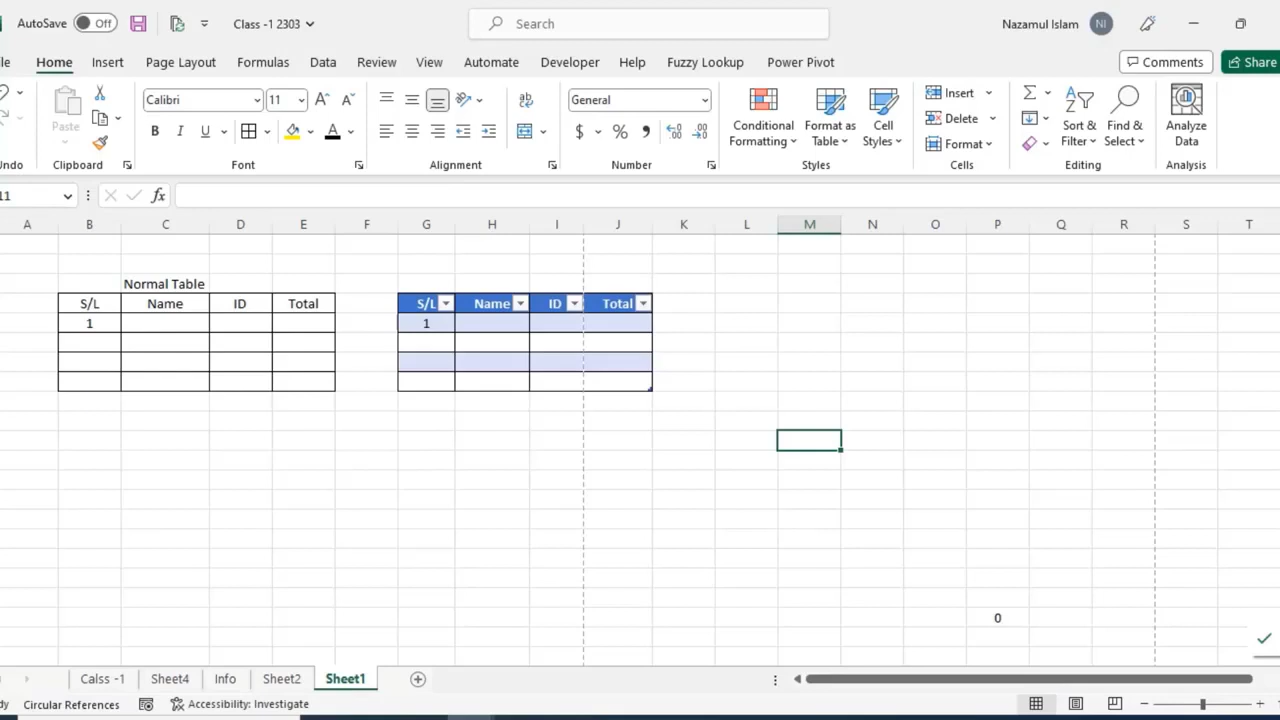 AutoSave Off Class -1 2303 Search Nazamul Islam NI
Home Insert Page Layout Formulas Data Review View Automate Developer Help Fuzzy Lookup Power Pivot Comments Share
Calibri 11 General Insert Σ
Paste B I U A $ % Conditional Formatting Format as Table Cell Styles Delete Format Sort & Filter Find & Select Analyze Data
Undo Clipboard Font Alignment Number Styles Cells Editing Analysis
11 fx
A B C D E F G H I J K L M N O P Q R S T
Normal Table
S/L Name ID Total S/L Name ID Total
1 1
0
Calss -1 Sheet4 Info Sheet2 Sheet1
Circular References Accessibility: Investigate